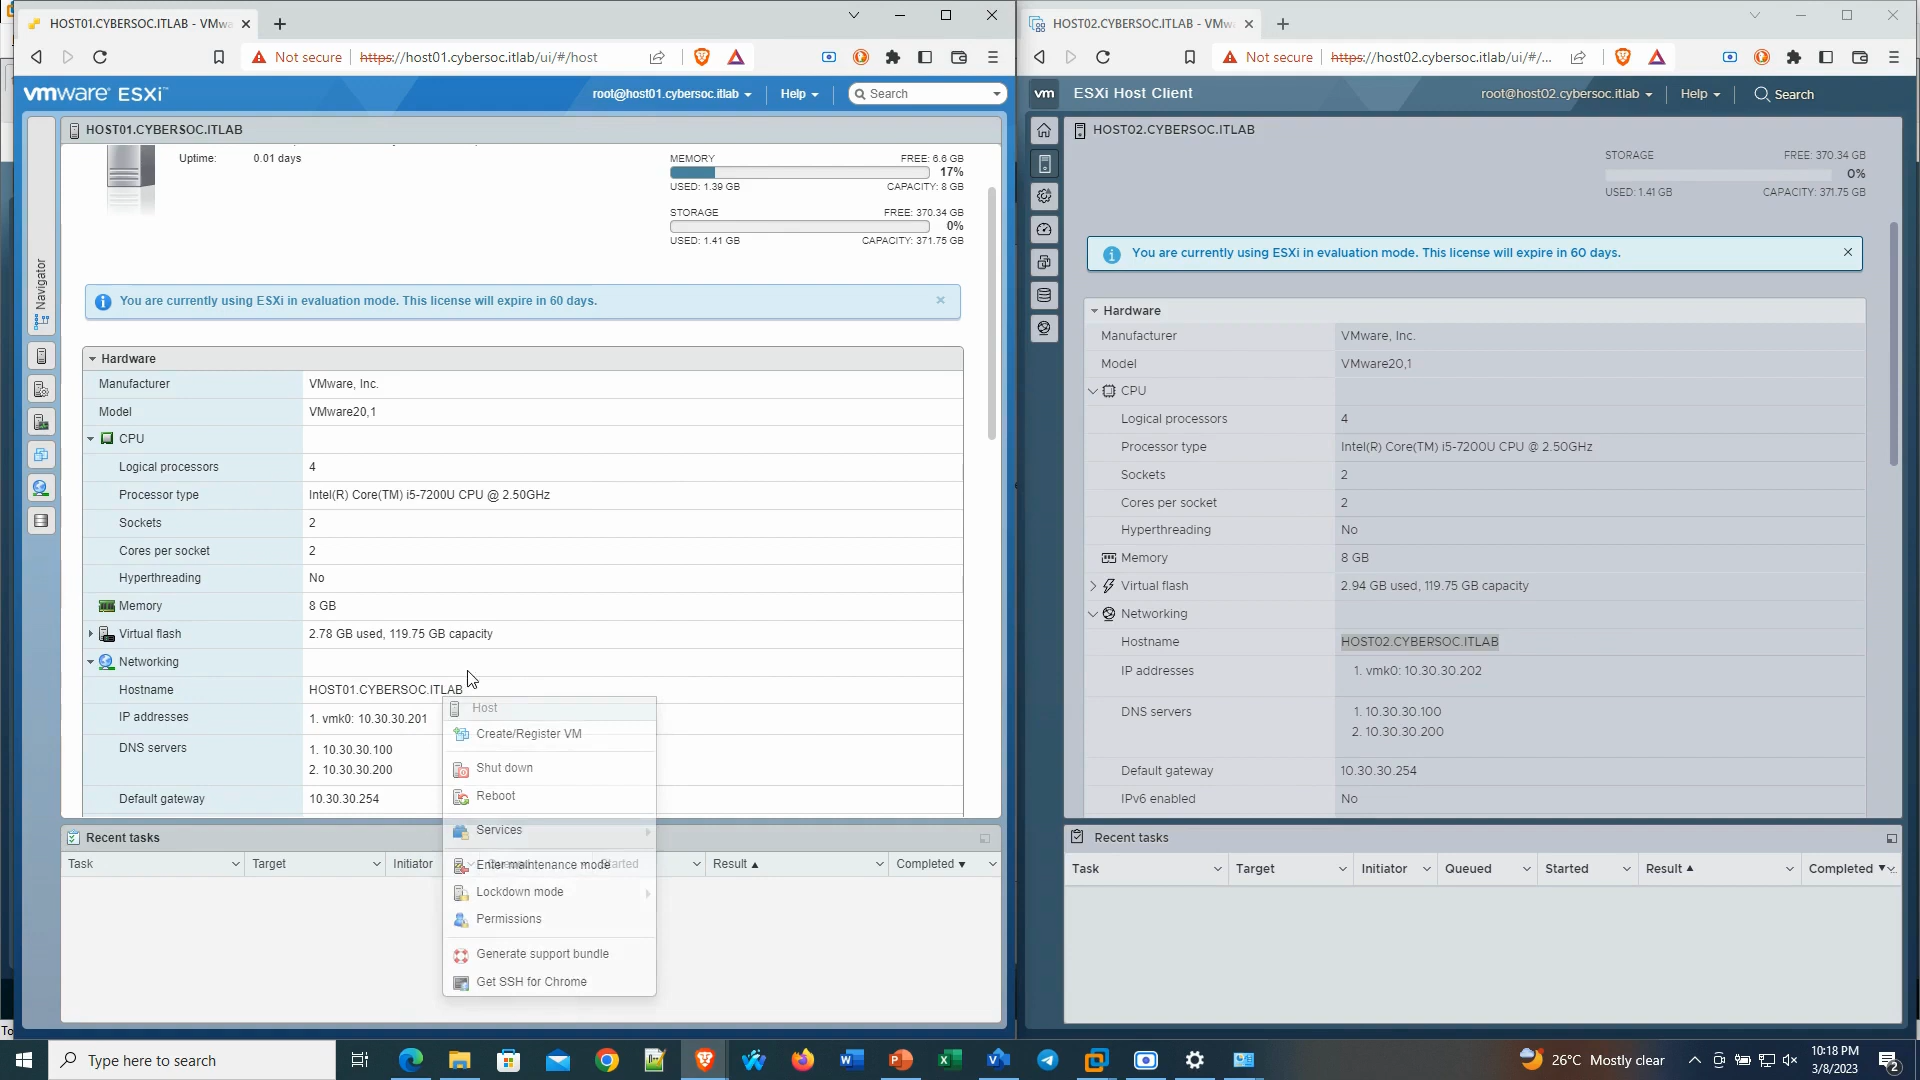 HOST01.CYBERSOC.ITLAB - VMwa
Not secure
https://host01.cybersoc.itlab/ui/#/host
vmware ESXi™
root@host01.cybersoc.itlab
Help
Search
HOST01.CYBERSOC.ITLAB
Navigator
Uptime: 0.01 days
MEMORY FREE: 6.6 GB
17%
USED: 1.39 GB CAPACITY: 8 GB
STORAGE FREE: 370.34 GB
0%
USED: 1.41 GB CAPACITY: 371.75 GB
You are currently using ESXi in evaluation mode. This license will expire in 60 days.
Hardware
Manufacturer VMware, Inc.
Model VMware20,1
CPU
Logical processors 4
Processor type Intel(R) Core(TM) i5-7200U CPU @ 2.50GHz
Sockets 2
Cores per socket 2
Hyperthreading No
Memory 8 GB
Virtual flash 2.78 GB used, 119.75 GB capacity
Networking
Hostname HOST01.CYBERSOC.ITLAB
IP addresses 1. vmk0: 10.30.30.201
DNS servers 1. 10.30.30.100
2. 10.30.30.200
Default gateway 10.30.30.254
Host
Create/Register VM
Shut down
Reboot
Services
Enter maintenance mode
Lockdown mode
Permissions
Generate support bundle
Get SSH for Chrome
Recent tasks
Task Target Initiator Started Result Completed
HOST02.CYBERSOC.ITLAB - VMw
Not secure
https://host02.cybersoc.itlab/ui/#/...
vm ESXi Host Client
root@host02.cybersoc.itlab
Help
Search
HOST02.CYBERSOC.ITLAB
STORAGE FREE: 370.34 GB
0%
USED: 1.41 GB CAPACITY: 371.75 GB
You are currently using ESXi in evaluation mode. This license will expire in 60 days.
Hardware
Manufacturer VMware, Inc.
Model VMware20,1
CPU
Logical processors 4
Processor type Intel(R) Core(TM) i5-7200U CPU @ 2.50GHz
Sockets 2
Cores per socket 2
Hyperthreading No
Memory 8 GB
Virtual flash 2.94 GB used, 119.75 GB capacity
Networking
Hostname HOST02.CYBERSOC.ITLAB
IP addresses 1. vmk0: 10.30.30.202
DNS servers 1. 10.30.30.100
2. 10.30.30.200
Default gateway 10.30.30.254
IPv6 enabled No
Recent tasks
Task Target Initiator Queued Started Result Completed
To
Type here to search
26°C Mostly clear
10:18 PM
3/8/2023
2